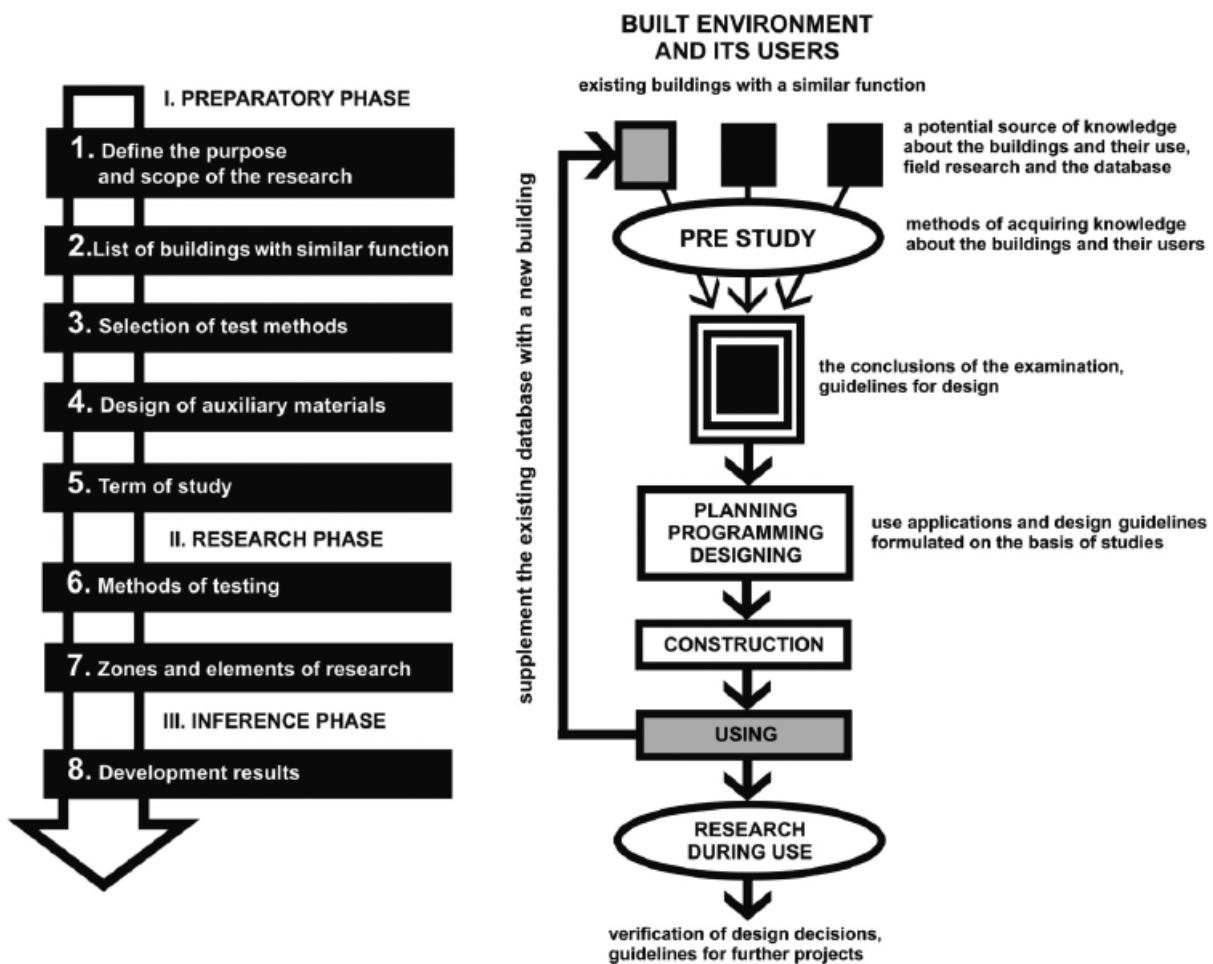 I. PREPARATORY PHASE
1. Define the purpose
and scope of the research
2.List of buildings with similar function
3. Selection of test methods
4. Design of auxiliary materials
5. Term of study
II. RESEARCH PHASE
6. Methods of testing
7. Zones and elements of research
III. INFERENCE PHASE
8. Development results
supplement the existing database with a new building
BUILT ENVIRONMENT
AND ITS USERS
existing buildings with a similar function
a potential source of knowledge
about the buildings and their use,
field research and the database
PRE STUDY
methods of acquiring knowledge
about the buildings and their users
the conclusions of the examination,
guidelines for design
PLANNING
PROGRAMMING
DESIGNING
use applications and design guidelines
formulated on the basis of studies
CONSTRUCTION
USING
RESEARCH
DURING USE
verification of design decisions,
guidelines for further projects